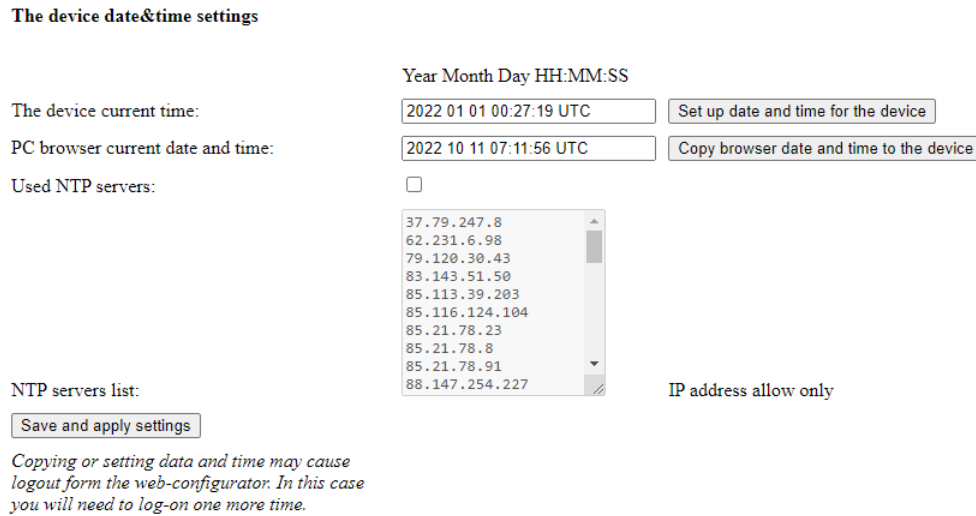 The device date&time settings
Year Month Day HH:MM:SS
The device current time: 2022 01 01 00:27:19 UTC Set up date and time for the device
PC browser current date and time: 2022 10 11 07:11:56 UTC Copy browser date and time to the device
Used NTP servers:
37.79.247.8
62.231.6.98
79.120.30.43
83.143.51.50
85.113.39.203
85.116.124.104
85.21.78.23
85.21.78.8
85.21.78.91
88.147.254.227
NTP servers list: IP address allow only
Save and apply settings
Copying or setting data and time may cause
logout form the web-configurator. In this case
you will need to log-on one more time.